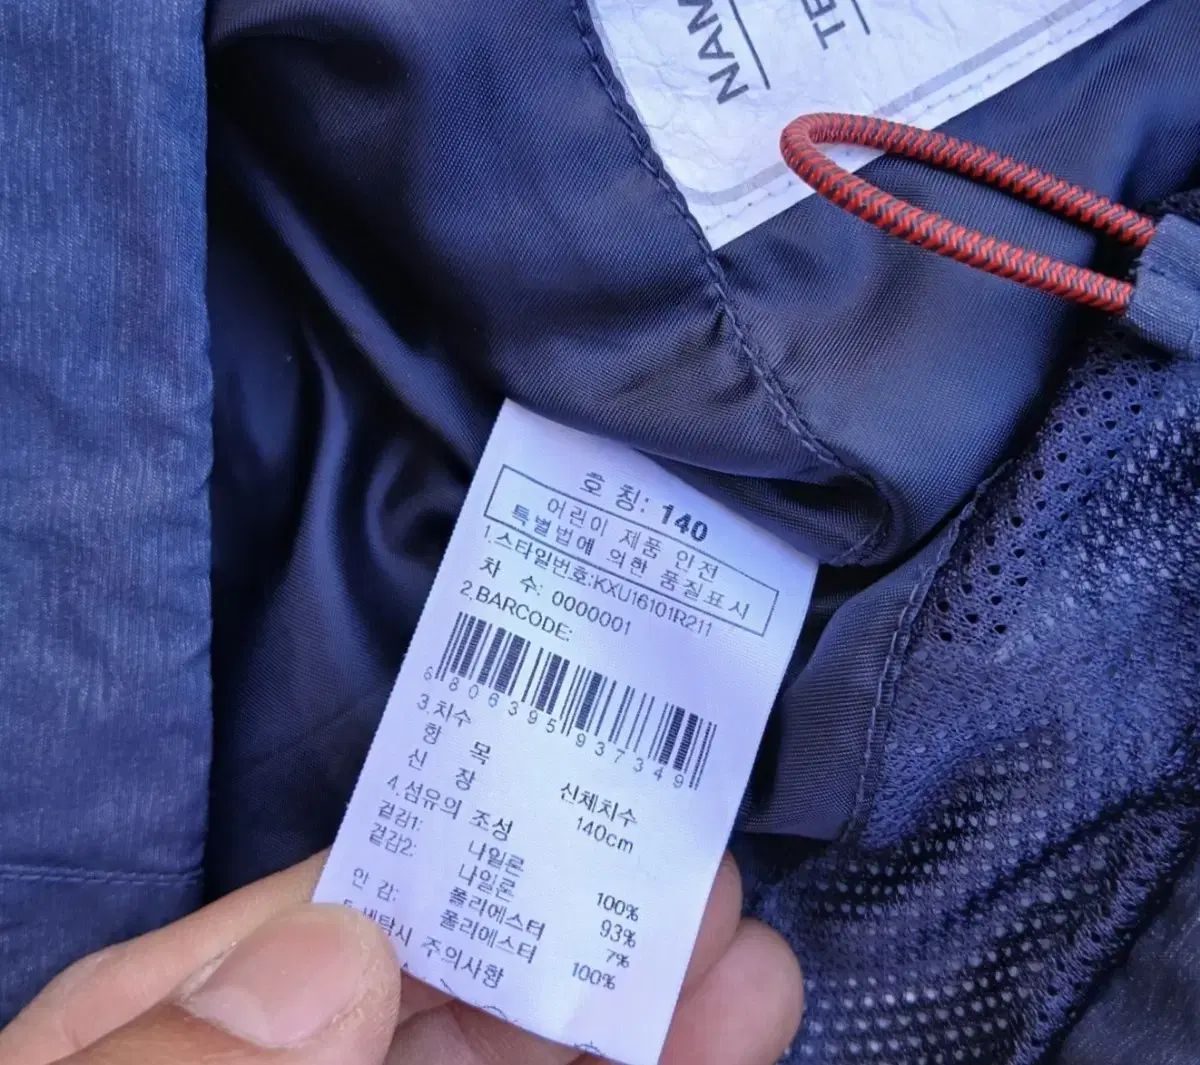 NAM
TE
호 칭: 140
어린이 제품 안전
특별법에 의한 품질표시
1.스타일번호:KXU16101R211
차 수: 0000001
2.BARCODE:
8806395937349
3.치수
항 목 신체치수
신 장 140cm
4.섬유의 조성
겉감1: 나일론 100%
겉감2: 나일론 93%
폴리에스터 7%
안 감: 폴리에스터 100%
5.세탁시 주의사항